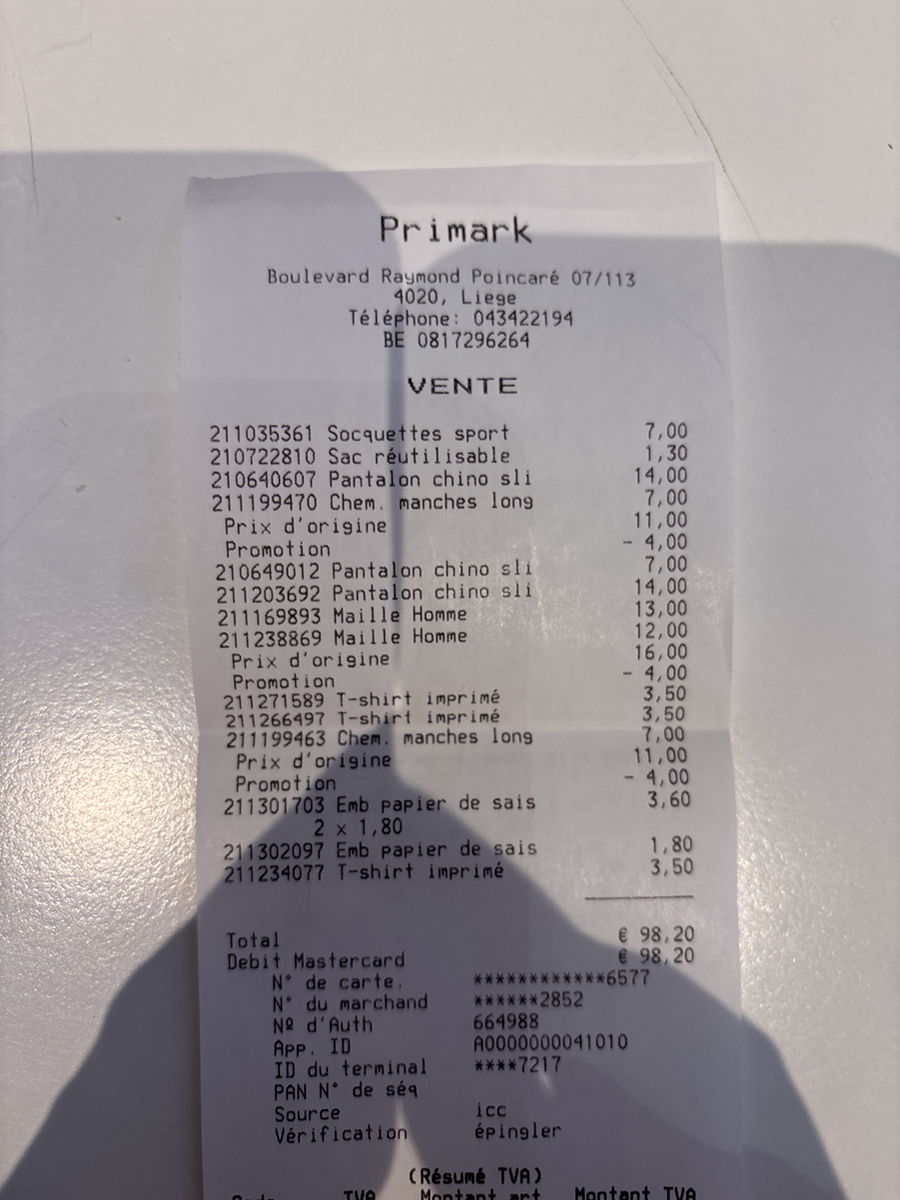 Primark
Boulevard Raymond Poincaré 07/113
4020, Liege
Téléphone: 043422194
BE 0817296264
VENTE
211035361 Socquettes sport 7,00
210722810 Sac réutilisable 1,30
210640607 Pantalon chino sli 14,00
211199470 Chem. manches long 7,00
Prix d'origine 11,00
Promotion - 4,00
210649012 Pantalon chino sli 7,00
211203692 Pantalon chino sli 14,00
211169893 Maille Homme 13,00
211238869 Maille Homme 12,00
Prix d'origine 16,00
Promotion - 4,00
211271589 T-shirt imprimé 3,50
211266497 T-shirt imprimé 3,50
211199463 Chem. manches long 7,00
Prix d'origine 11,00
Promotion - 4,00
211301703 Emb papier de sais 3,60
2 x 1,80
211302097 Emb papier de sais 1,80
211234077 T-shirt imprimé 3,50
Total € 98,20
Debit Mastercard € 98,20
N° de carte. ************6577
N° du marchand ******2852
Nº d'Auth 664988
App. ID A0000000041010
ID du terminal ****7217
PAN N° de séq
Source icc
Vérification épingler
(Résumé TVA)
TVA Montant art Montant TVA